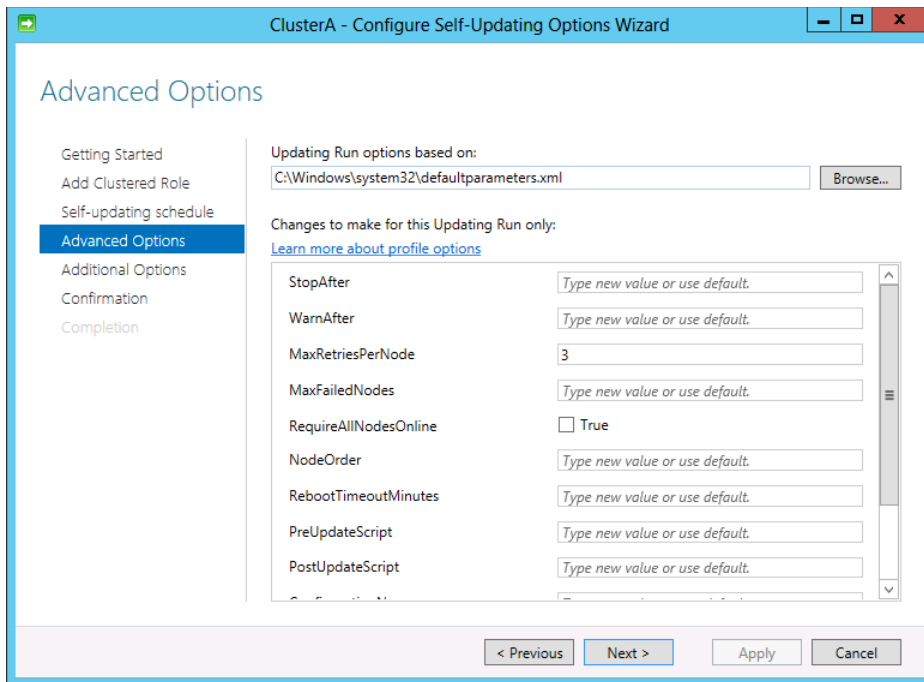 ClusterA - Configure Self-Updating Options Wizard
Advanced Options
Getting Started
Add Clustered Role
Self-updating schedule
Advanced Options
Additional Options
Confirmation
Completion
Updating Run options based on:
C:\Windows\system32\defaultparameters.xml
Browse...
Changes to make for this Updating Run only:
Learn more about profile options
StopAfter Type new value or use default.
WarnAfter Type new value or use default.
MaxRetriesPerNode 3
MaxFailedNodes Type new value or use default.
RequireAllNodesOnline True
NodeOrder Type new value or use default.
RebootTimeoutMinutes Type new value or use default.
PreUpdateScript Type new value or use default.
PostUpdateScript Type new value or use default.
< Previous Next > Apply Cancel